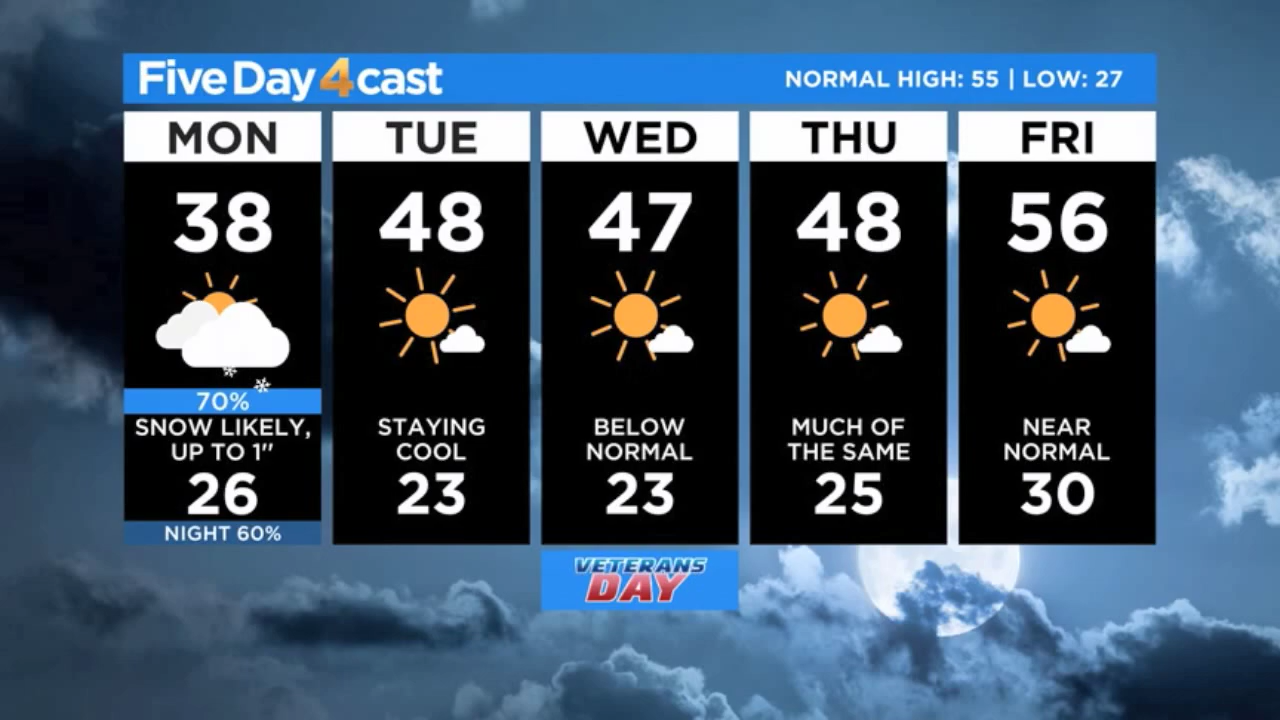 Five Day 4cast
NORMAL HIGH: 55 | LOW: 27
MON
38
70%
SNOW LIKELY,
UP TO 1"
26
NIGHT 60%
TUE
48
STAYING
COOL
23
WED
47
BELOW
NORMAL
23
VETERANS
DAY
THU
48
MUCH OF
THE SAME
25
FRI
56
NEAR
NORMAL
30